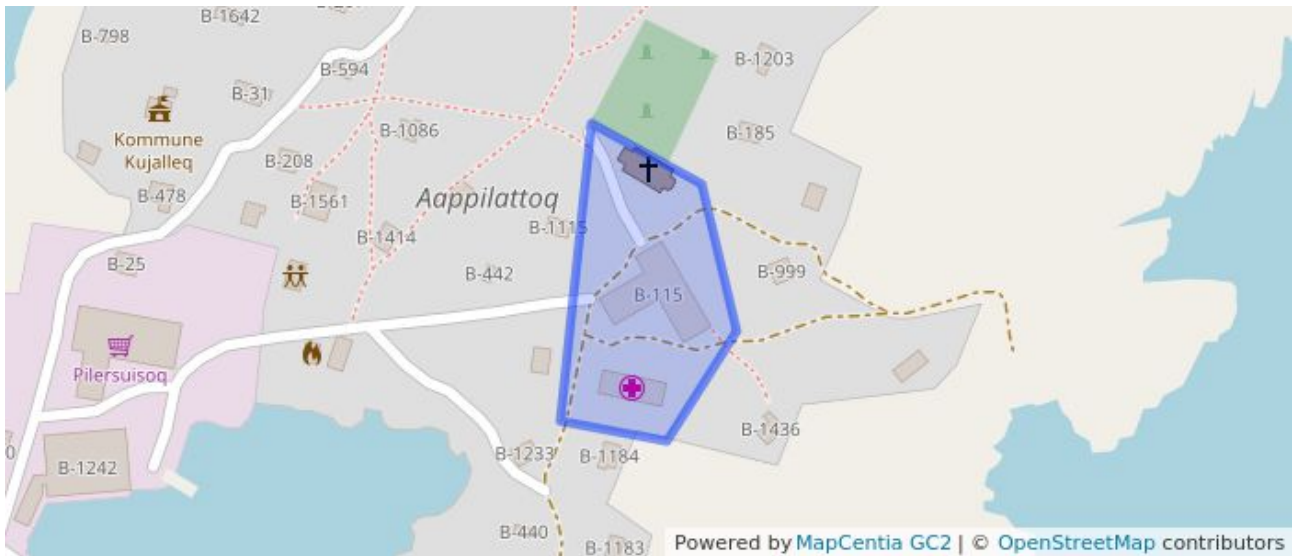 B-1642
B-798
B-594
B-1203
B-31
Kommune
Kujalleq
B-1086
B-185
B-208
B-478
B-1561
Aappilattoq
B-1115
B-1414
B-25
B-442
B-999
B-115
Pilersuisoq
B-1436
B-1233
B-1184
B-1242
B-440
B-1183
Powered by MapCentia GC2 | © OpenStreetMap contributors